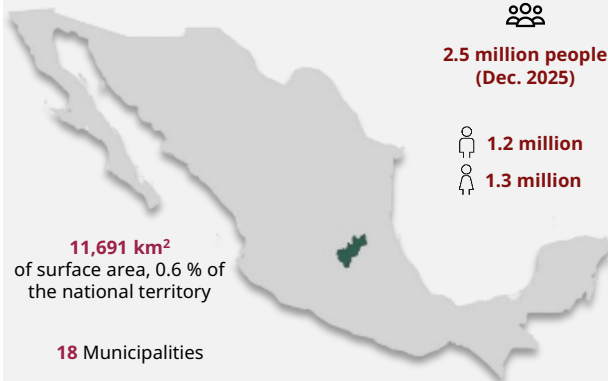 2.5 million people
(Dec. 2025)
1.2 million
1.3 million
11,691 km²
of surface area, 0.6 % of
the national territory
18 Municipalities